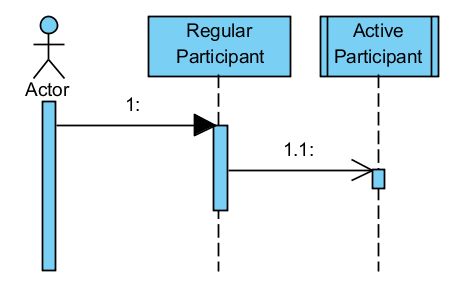 Regular
Participant
Active
Participant
Actor
1:
1.1: